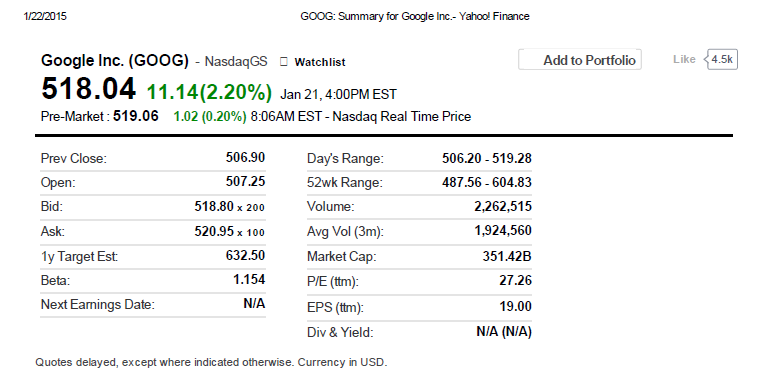 1/22/2015 GOOG: Summary for Google Inc.- Yahoo! Finance
Google Inc. (GOOG) - NasdaqGS Watchlist Add to Portfolio Like 4.5k
518.04 11.14(2.20%) Jan 21, 4:00PM EST
Pre-Market : 519.06 1.02 (0.20%) 8:06AM EST - Nasdaq Real Time Price
Prev Close: 506.90 Day's Range: 506.20 - 519.28
Open: 507.25 52wk Range: 487.56 - 604.83
Bid: 518.80 x 200 Volume: 2,262,515
Ask: 520.95 x 100 Avg Vol (3m): 1,924,560
1y Target Est: 632.50 Market Cap: 351.42B
Beta: 1.154 P/E (ttm): 27.26
Next Earnings Date: N/A EPS (ttm): 19.00
Div & Yield: N/A (N/A)
Quotes delayed, except where indicated otherwise. Currency in USD.